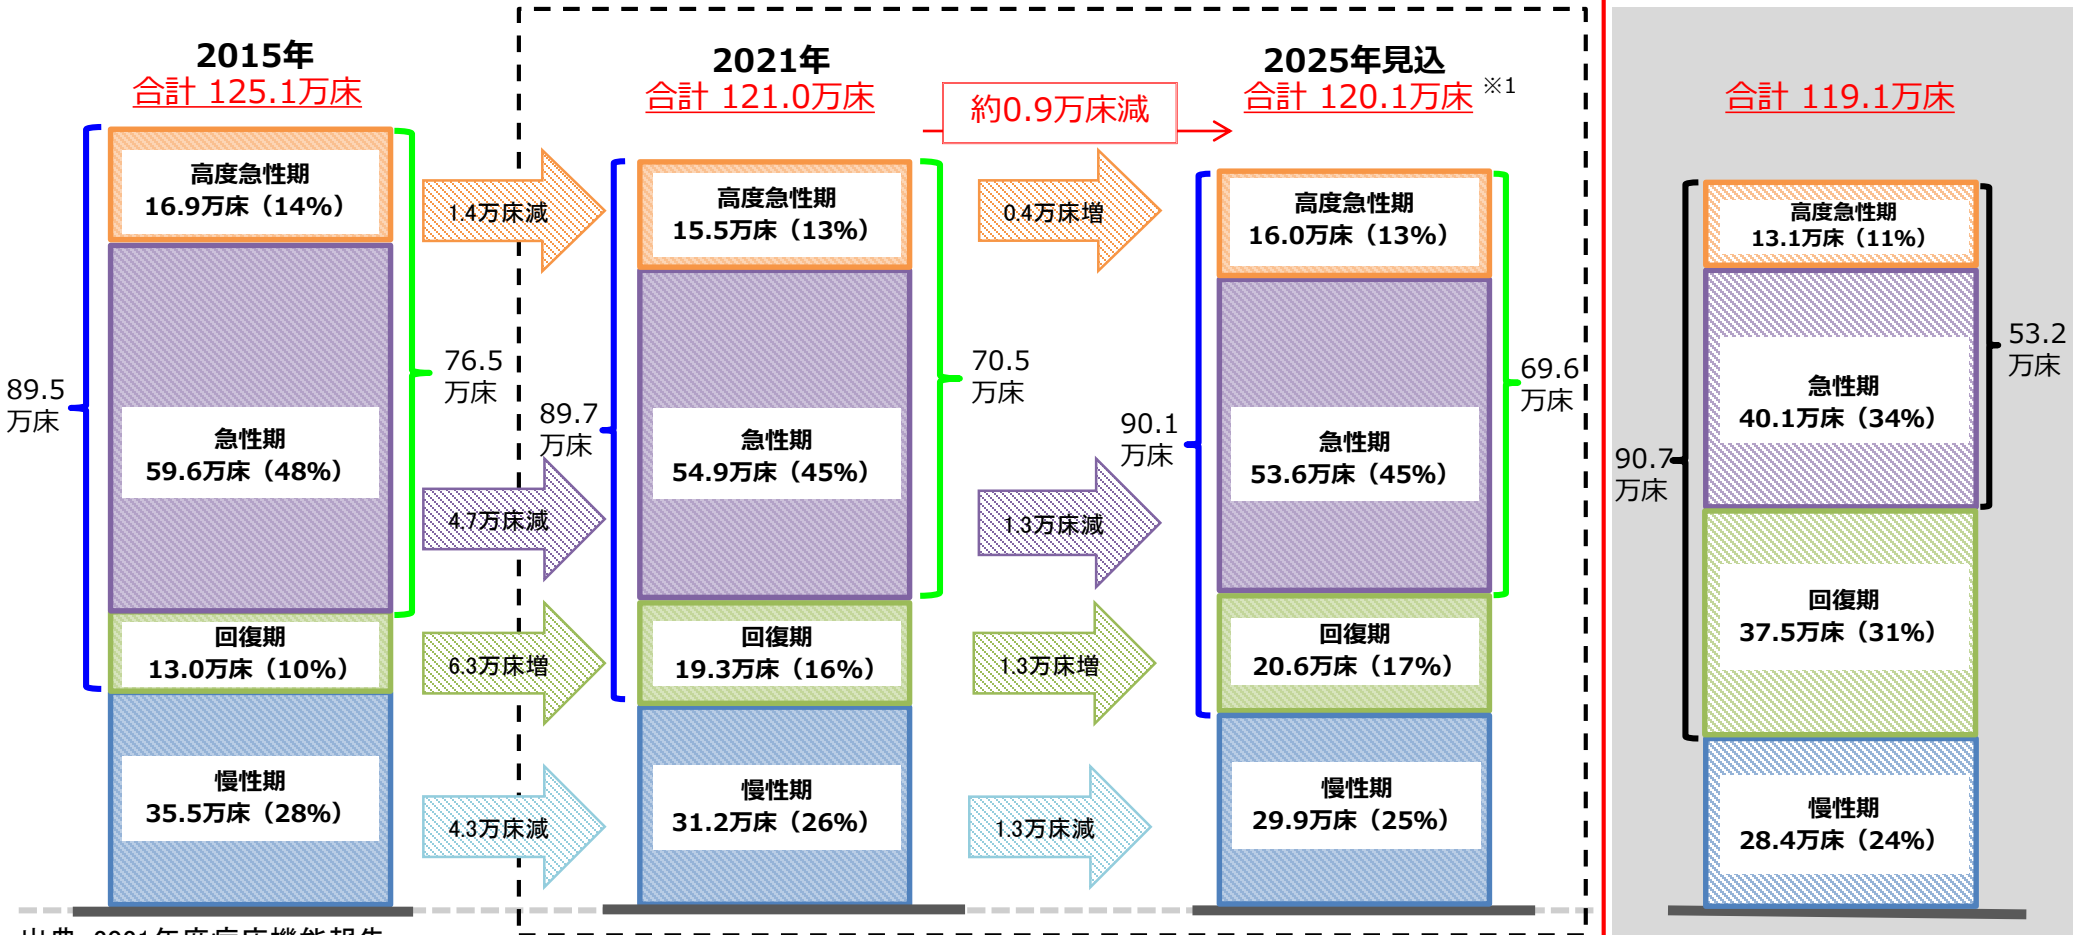 2015年
合計 125.1万床
高度急性期
16.9万床（14%）
急性期
59.6万床（48%）
回復期
13.0万床（10%）
慢性期
35.5万床（28%）
89.5
万床
76.5
万床
1.4万床減
4.7万床減
6.3万床増
4.3万床減
2021年
合計 121.0万床
高度急性期
15.5万床（13%）
急性期
54.9万床（45%）
回復期
19.3万床（16%）
慢性期
31.2万床（26%）
89.7
万床
70.5
万床
約0.9万床減
0.4万床増
1.3万床減
1.3万床増
1.3万床減
2025年見込
合計 120.1万床 ※1
高度急性期
16.0万床（13%）
急性期
53.6万床（45%）
回復期
20.6万床（17%）
慢性期
29.9万床（25%）
90.1
万床
69.6
万床
合計 119.1万床
高度急性期
13.1万床（11%）
急性期
40.1万床（34%）
回復期
37.5万床（31%）
慢性期
28.4万床（24%）
90.7
万床
53.2
万床